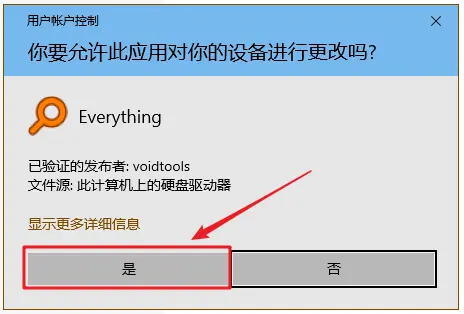 用户帐户控制
你要允许此应用对你的设备进行更改吗?
Everything
已验证的发布者: voidtools
文件源: 此计算机上的硬盘驱动器
显示更多详细信息
是
否